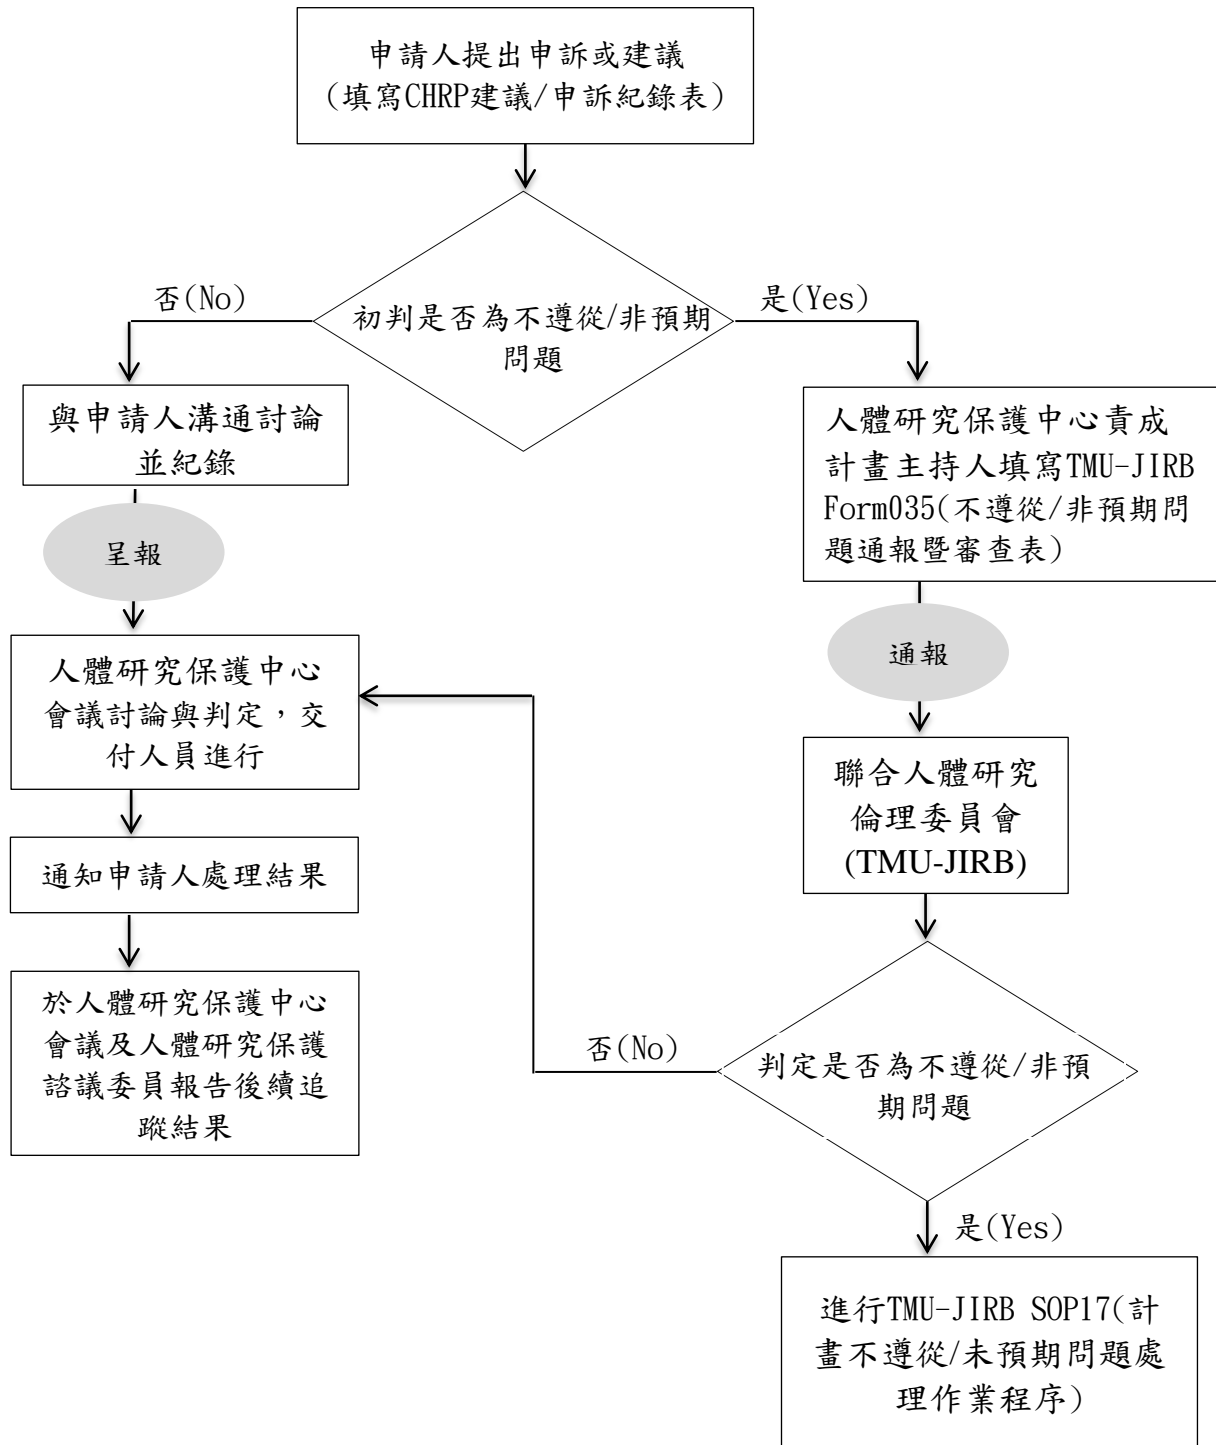 申請人提出申訴或建議
(填寫CHRP建議/申訴紀錄表)
否(No)
是(Yes)
初判是否為不遵從/非預期
問題
與申請人溝通討論
並紀錄
人體研究保護中心責成
計畫主持人填寫TMU-JIRB
Form035(不遵從/非預期問
題通報暨審查表)
呈報
通報
人體研究保護中心
會議討論與判定，交
付人員進行
聯合人體研究
倫理委員會
(TMU-JIRB)
通知申請人處理結果
於人體研究保護中心
會議及人體研究保護
諮議委員報告後續追
蹤結果
否(No)
判定是否為不遵從/非預
期問題
是(Yes)
進行TMU-JIRB SOP17(計
畫不遵從/未預期問題處
理作業程序)